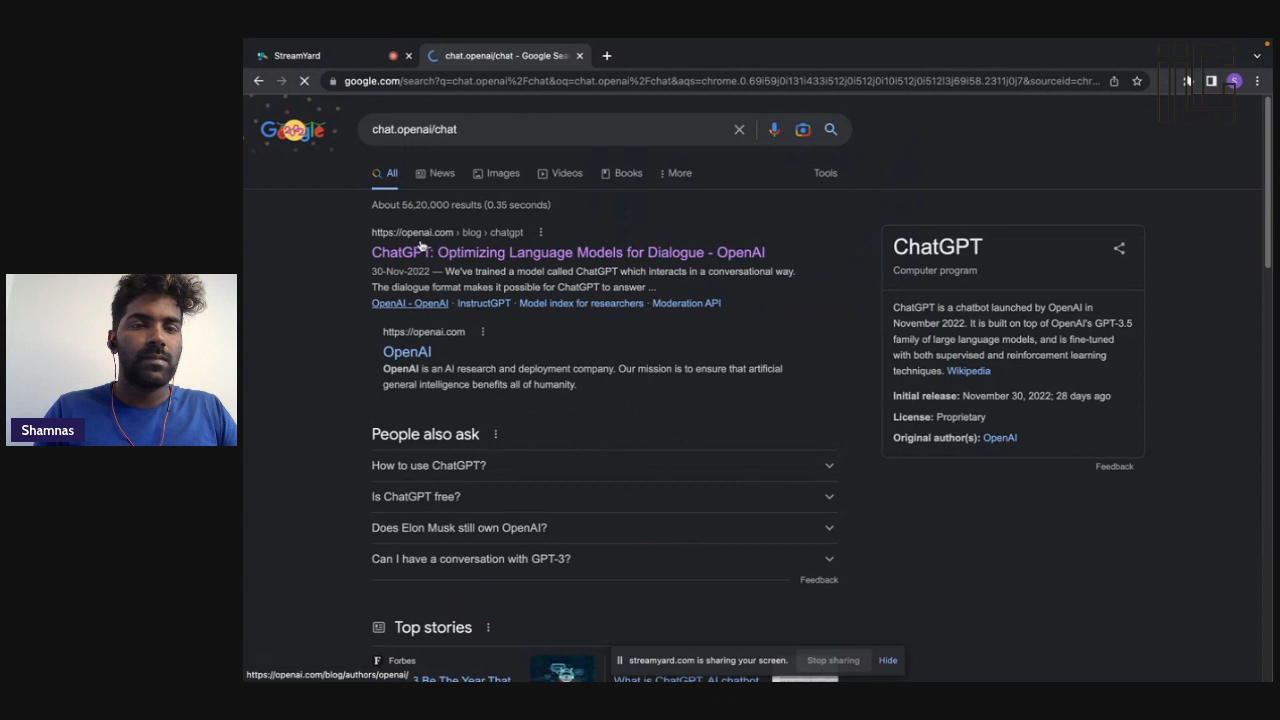 StreamYard
chat.openai/chat - Google Sea
google.com/search?q=chat.openai%2Fchat&oq=chat.openai%2Fchat&aqs=chrome.0.69i59j0i131i433i512j0i512j0i10i512j0i512l3j69i58.2311j0j7&sourceid=chr...
S
Google
chat.openai/chat
All
News
Images
Videos
Books
More
Tools
About 56,20,000 results (0.35 seconds)
https://openai.com › blog › chatgpt
ChatGPT: Optimizing Language Models for Dialogue - OpenAI
30-Nov-2022 — We've trained a model called ChatGPT which interacts in a conversational way.
The dialogue format makes it possible for ChatGPT to answer ...
OpenAI - OpenAI · InstructGPT · Model index for researchers · Moderation API
https://openai.com
OpenAI
OpenAI is an AI research and deployment company. Our mission is to ensure that artificial
general intelligence benefits all of humanity.
People also ask
How to use ChatGPT?
Is ChatGPT free?
Does Elon Musk still own OpenAI?
Can I have a conversation with GPT-3?
Feedback
Top stories
F Forbes
3 Be The Year That
What is ChatGPT, AI chatbot
ChatGPT
Computer program
ChatGPT is a chatbot launched by OpenAI in
November 2022. It is built on top of OpenAI's GPT-3.5
family of large language models, and is fine-tuned
with both supervised and reinforcement learning
techniques. Wikipedia
Initial release: November 30, 2022; 28 days ago
License: Proprietary
Original author(s): OpenAI
Feedback
streamyard.com is sharing your screen.
Stop sharing
Hide
https://openai.com/blog/authors/openai/
Shamnas